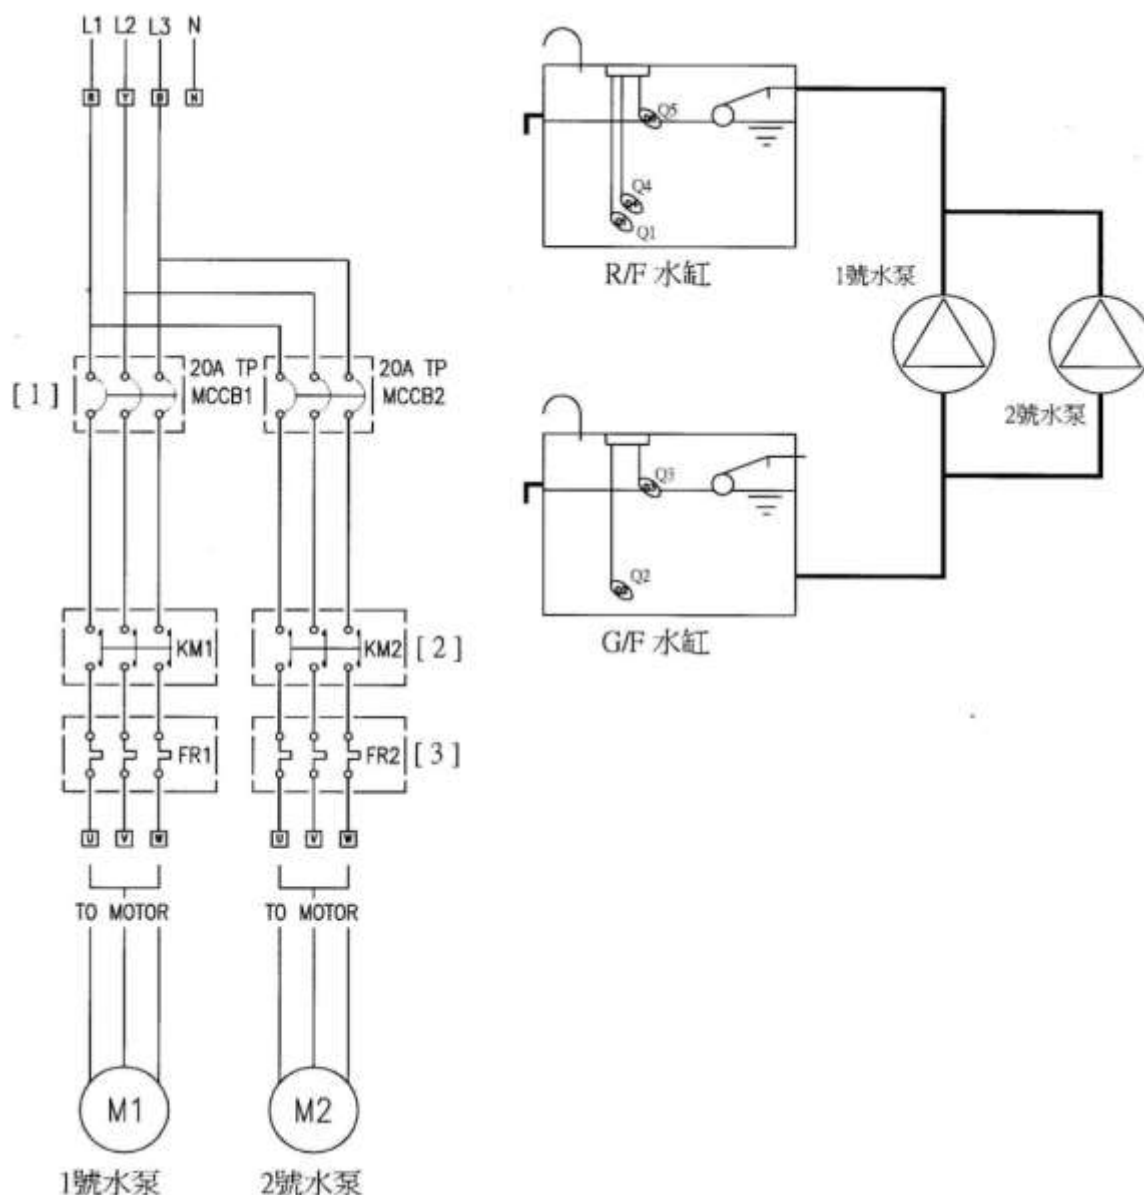 L1 L2 L3 N
R Y B N
[ 1 ]
20A TP
MCCB1
20A TP
MCCB2
KM1
KM2
[ 2 ]
FR1
FR2
[ 3 ]
U V W
U V W
TO MOTOR
TO MOTOR
M1
M2
1號水泵
2號水泵
Q5
Q4
Q1
R/F 水缸
1號水泵
2號水泵
Q3
Q2
G/F 水缸